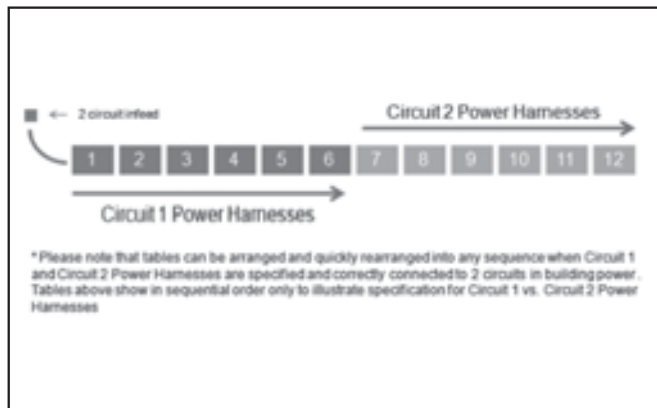 Circuit 2 Power Harnesses
<- 2 circuit infeed
1 2 3 4 5 6 7 8 9 10 11 12
Circuit 1 Power Harnesses
* Please note that tables can be arranged and quickly rearranged into any sequence when Circuit 1
and Circuit 2 Power Harnesses are specified and correctly connected to 2 circuits in building power.
Tables above show in sequential order only to illustrate specification for Circuit 1 vs. Circuit 2 Power
Harnesses